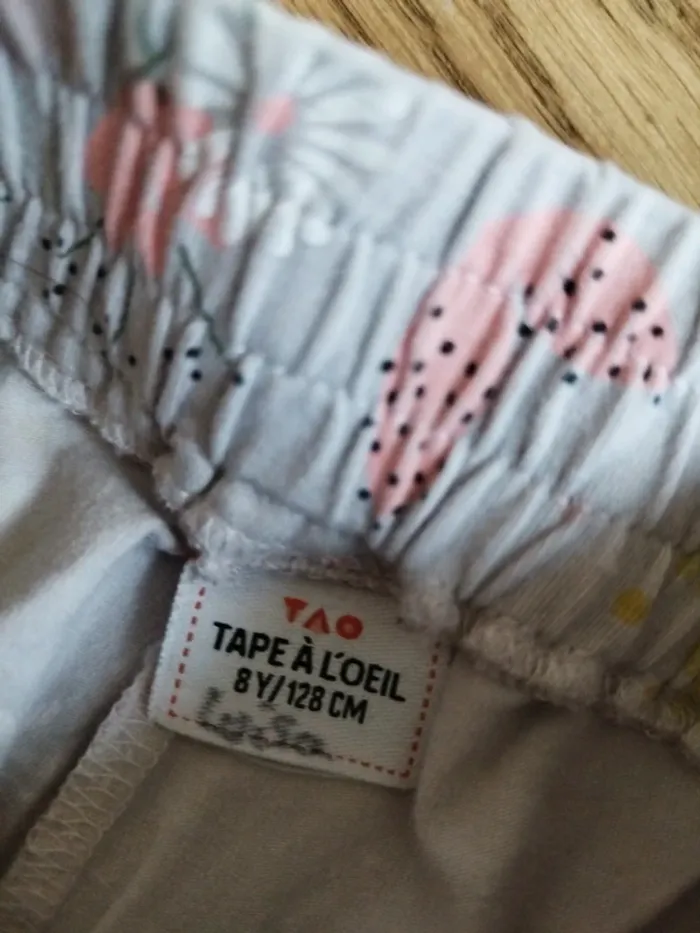 TAO
TAPE À L'OEIL
8 Y/128 CM